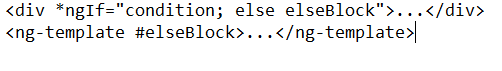 <div *ngIf="condition; else elseBlock">...</div>
<ng-template #elseBlock>...</ng-template>